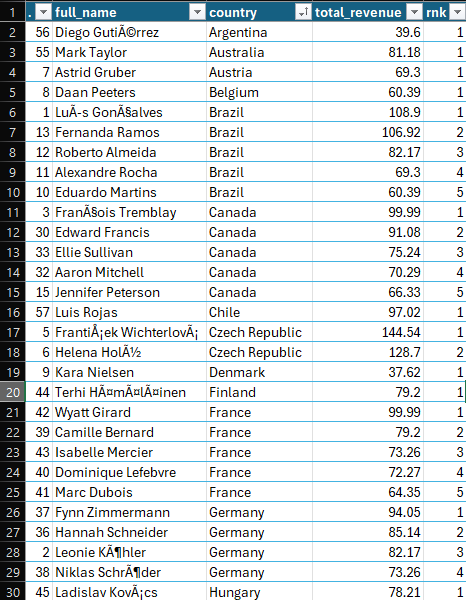 1 . full_name country total_revenue rnk
2 56 Diego GutiÃ©rrez Argentina 39.6 1
3 55 Mark Taylor Australia 81.18 1
4 7 Astrid Gruber Austria 69.3 1
5 8 Daan Peeters Belgium 60.39 1
6 1 LuÃ-s GonÃ§alves Brazil 108.9 1
7 13 Fernanda Ramos Brazil 106.92 2
8 12 Roberto Almeida Brazil 82.17 3
9 11 Alexandre Rocha Brazil 69.3 4
10 10 Eduardo Martins Brazil 60.39 5
11 3 FranÃ§ois Tremblay Canada 99.99 1
12 30 Edward Francis Canada 91.08 2
13 33 Ellie Sullivan Canada 75.24 3
14 32 Aaron Mitchell Canada 70.29 4
15 15 Jennifer Peterson Canada 66.33 5
16 57 Luis Rojas Chile 97.02 1
17 5 FrantiÅ¡ek WichterlovÃ¡ Czech Republic 144.54 1
18 6 Helena HolÃ½ Czech Republic 128.7 2
19 9 Kara Nielsen Denmark 37.62 1
20 44 Terhi HÃ¤mÃ¤lÃ¤inen Finland 79.2 1
21 42 Wyatt Girard France 99.99 1
22 39 Camille Bernard France 79.2 2
23 43 Isabelle Mercier France 73.26 3
24 40 Dominique Lefebvre France 72.27 4
25 41 Marc Dubois France 64.35 5
26 37 Fynn Zimmermann Germany 94.05 1
27 36 Hannah Schneider Germany 85.14 2
28 2 Leonie KÃ¶hler Germany 82.17 3
29 38 Niklas SchrÃ¶der Germany 73.26 4
30 45 Ladislav KovÃ¡cs Hungary 78.21 1